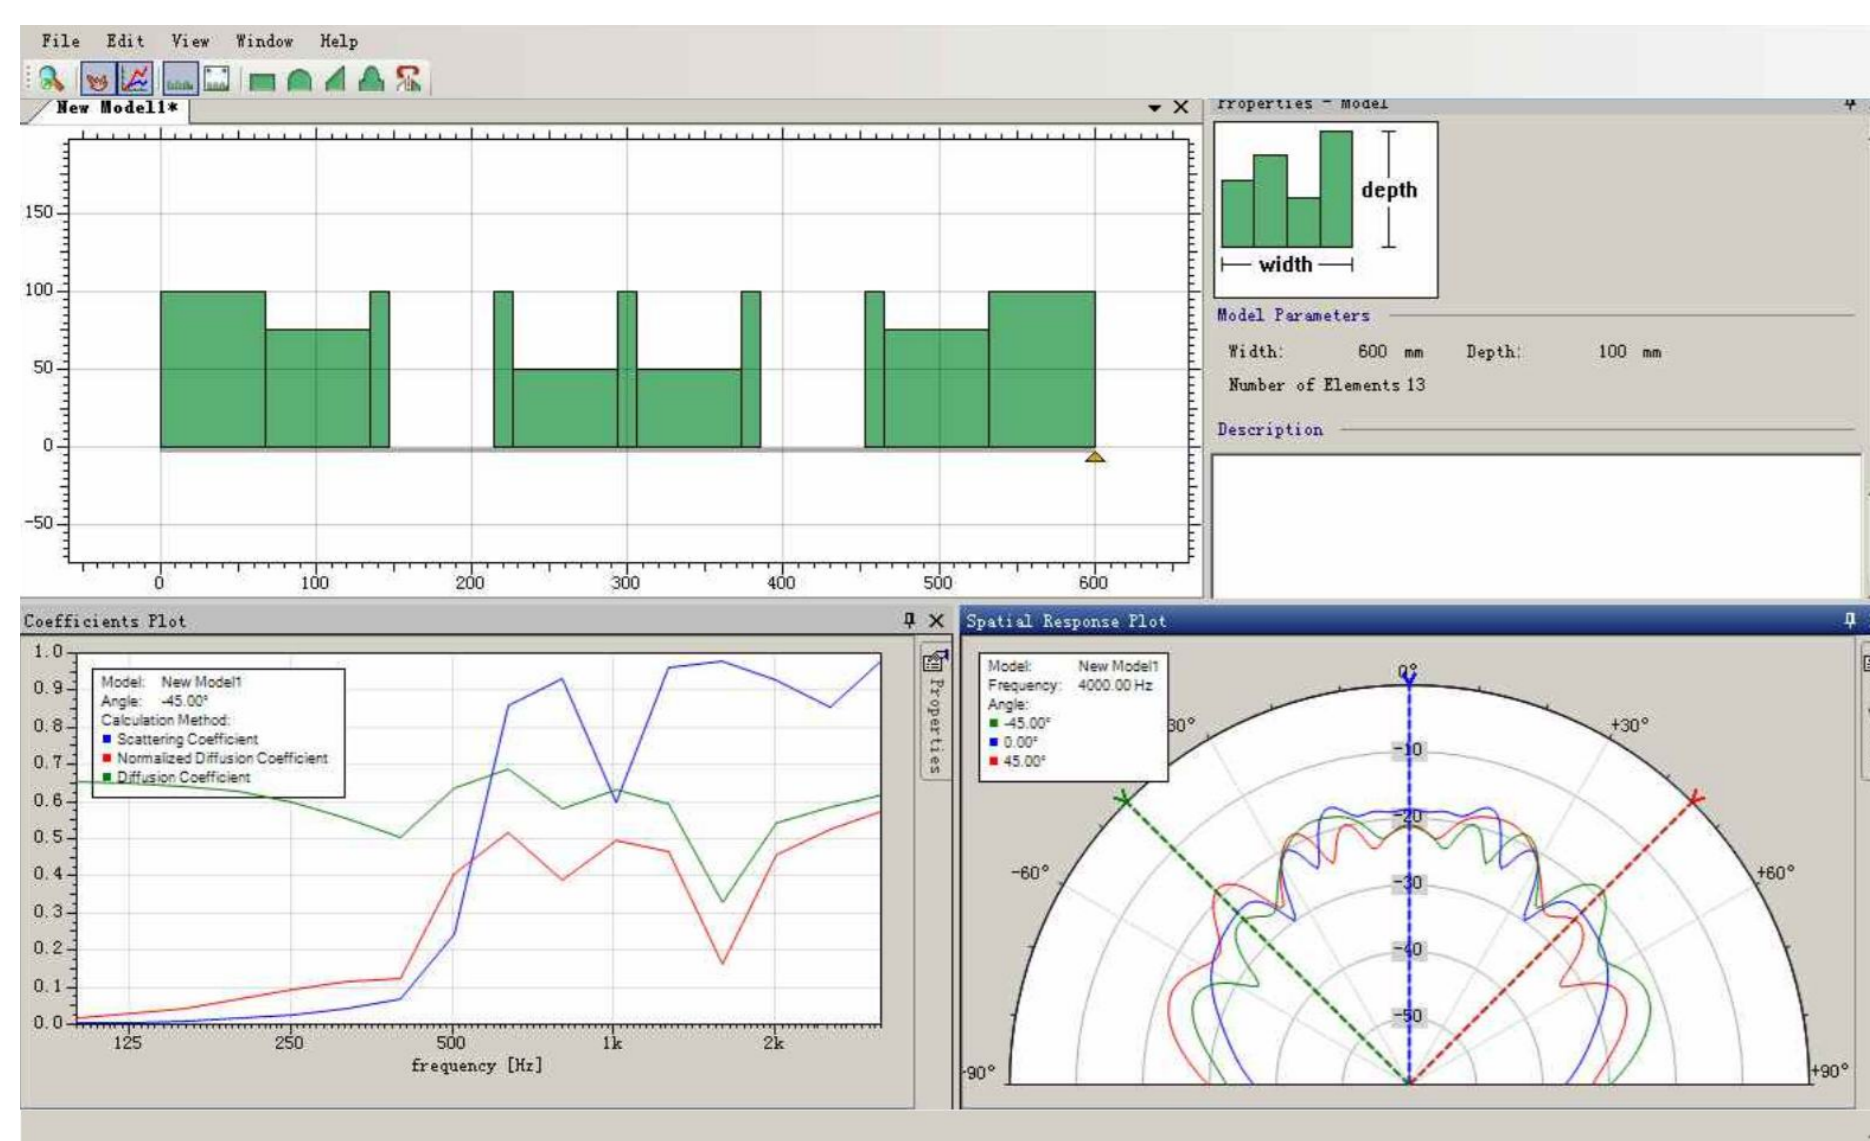 File Edit View Window Help
New Model1*
Properties - Model
150
100
50
0
-50
0 100 200 300 400 500 600
depth
width
Model Parameters
Width: 600 mm Depth: 100 mm
Number of Elements 13
Description
Coefficients Plot
1.0
0.9
0.8
0.7
0.6
0.5
0.4
0.3
0.2
0.1
0.0
Model: New Model1
Angle: -45.00°
Calculation Method:
Scattering Coefficient
Normalized Diffusion Coefficient
Diffusion Coefficient
125 250 500 1k 2k
frequency [Hz]
Properties
Spatial Response Plot
Model: New Model1
Frequency: 4000.00 Hz
Angle:
-45.00°
0.00°
45.00°
0°
30°
+30°
-60°
+60°
-90°
+90°
-10
-20
-30
-40
-50